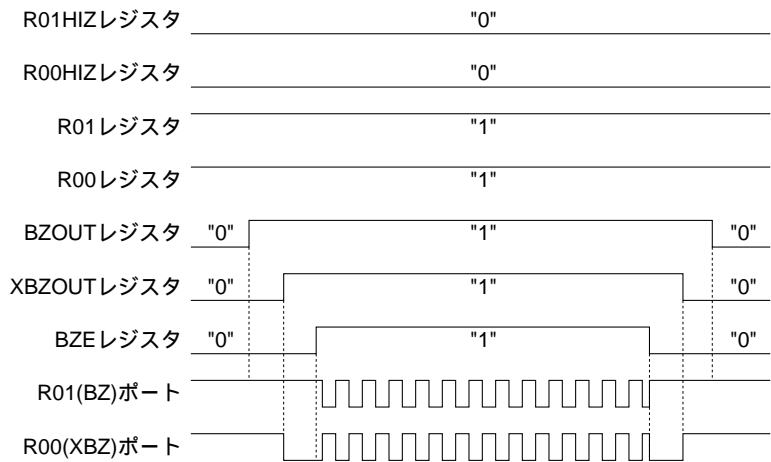 R01HIZレジスタ "0"
R00HIZレジスタ "0"
R01レジスタ "1"
R00レジスタ "1"
BZOUTレジスタ "0" "1" "0"
XBZOUTレジスタ "0" "1" "0"
BZEレジスタ "0" "1" "0"
R01(BZ)ポート
R00(XBZ)ポート